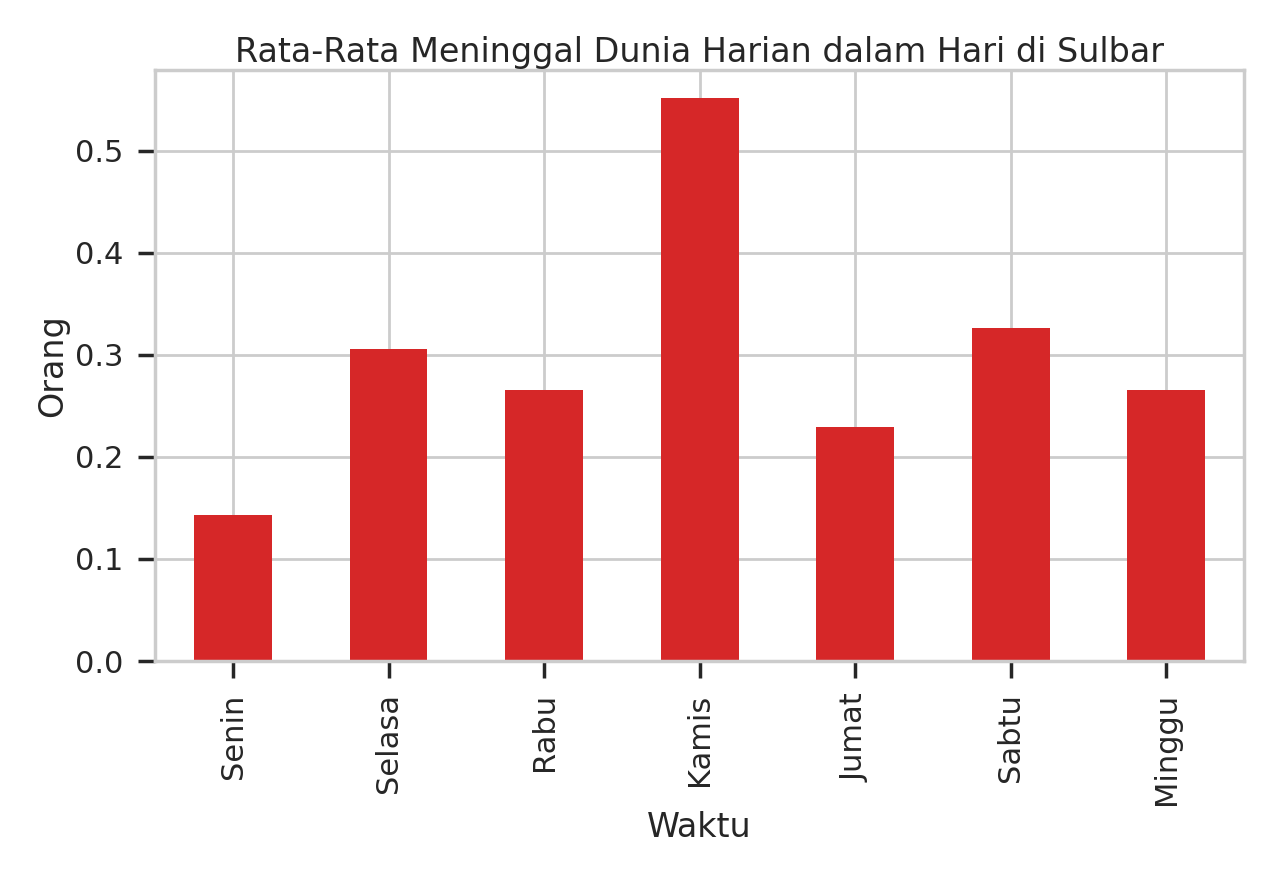 Rata-Rata Meninggal Dunia Harian dalam Hari di Sulbar
Orang
0.5
0.4
0.3
0.2
0.1
0.0
Senin
Selasa
Rabu
Kamis
Jumat
Sabtu
Minggu
Waktu